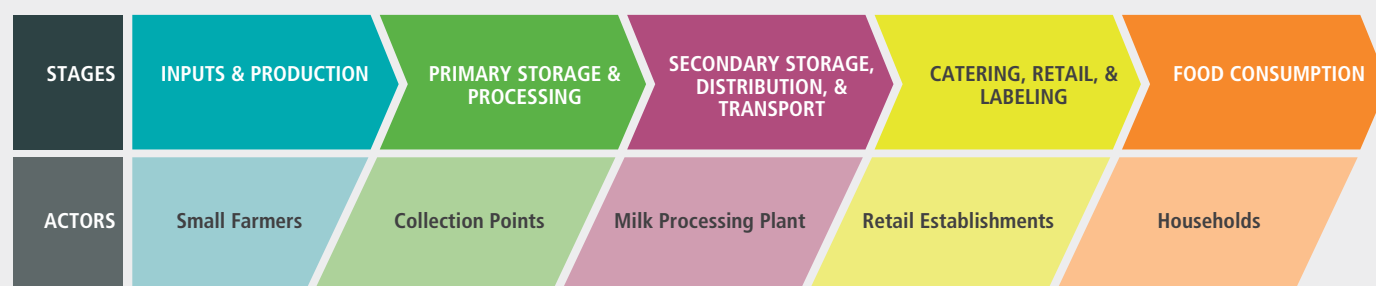 STAGES
INPUTS & PRODUCTION
PRIMARY STORAGE &
PROCESSING
SECONDARY STORAGE,
DISTRIBUTION, &
TRANSPORT
CATERING, RETAIL, &
LABELING
FOOD CONSUMPTION
ACTORS
Small Farmers
Collection Points
Milk Processing Plant
Retail Establishments
Households